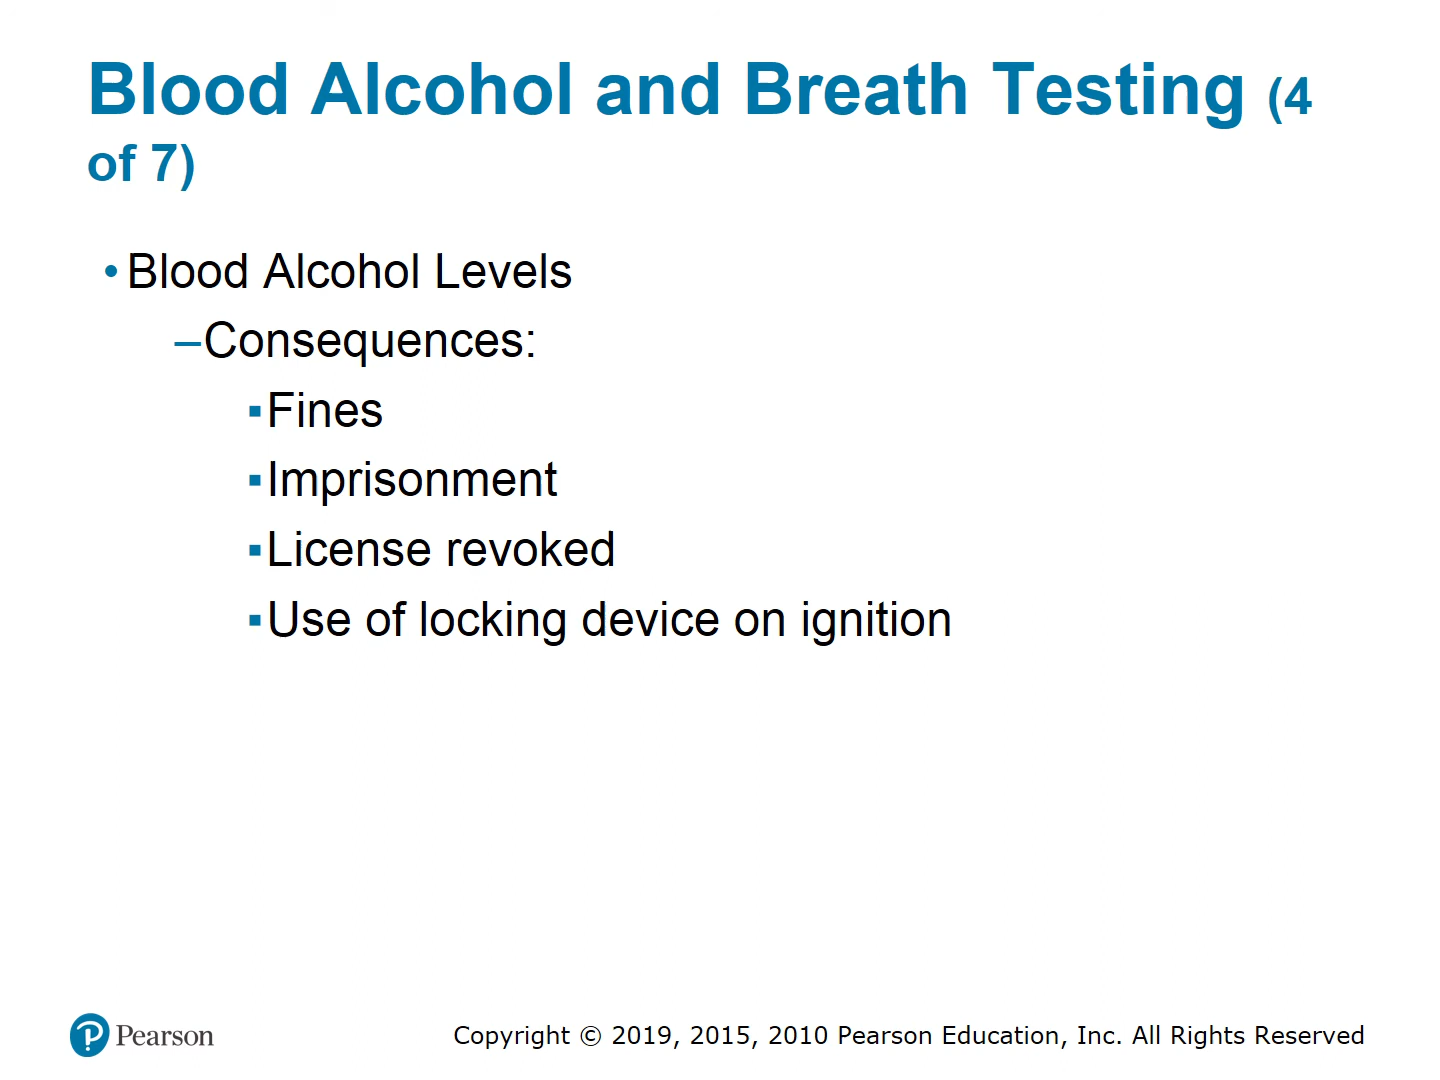 Blood Alcohol and Breath Testing (4
of 7)
• Blood Alcohol Levels
–Consequences:
▪Fines
▪Imprisonment
▪License revoked
▪Use of locking device on ignition
Pearson
Copyright © 2019, 2015, 2010 Pearson Education, Inc. All Rights Reserved